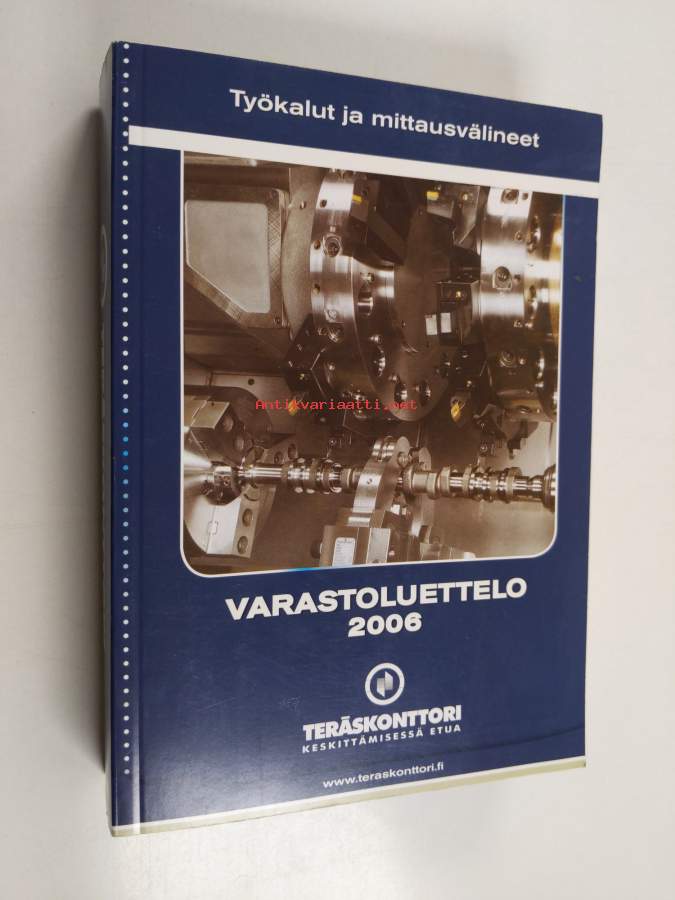 Työkalut ja mittausvälineet
Antikvariaatti.net
VARASTOLUETTELO
2006
TERÄSKONTTORI
KESKITTÄMISESSÄ ETUA
www.teraskonttori.fi